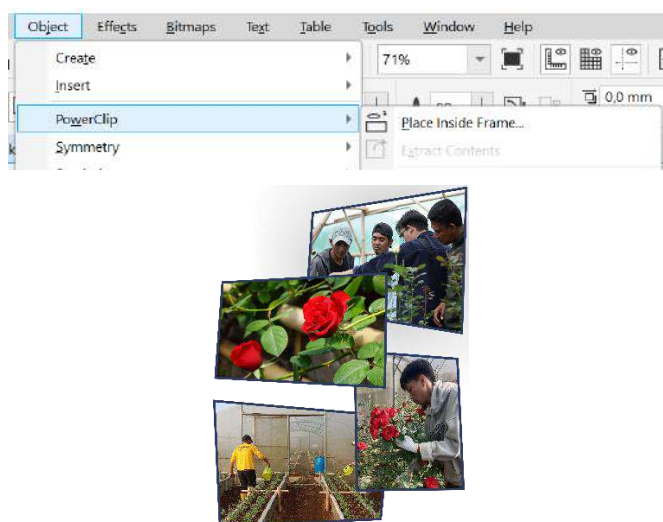 Object Effects Bitmaps Text Table Tools Window Help
Create
71%
Insert
0,0 mm
PowerClip
Place Inside Frame...
Symmetry
Extract Contents